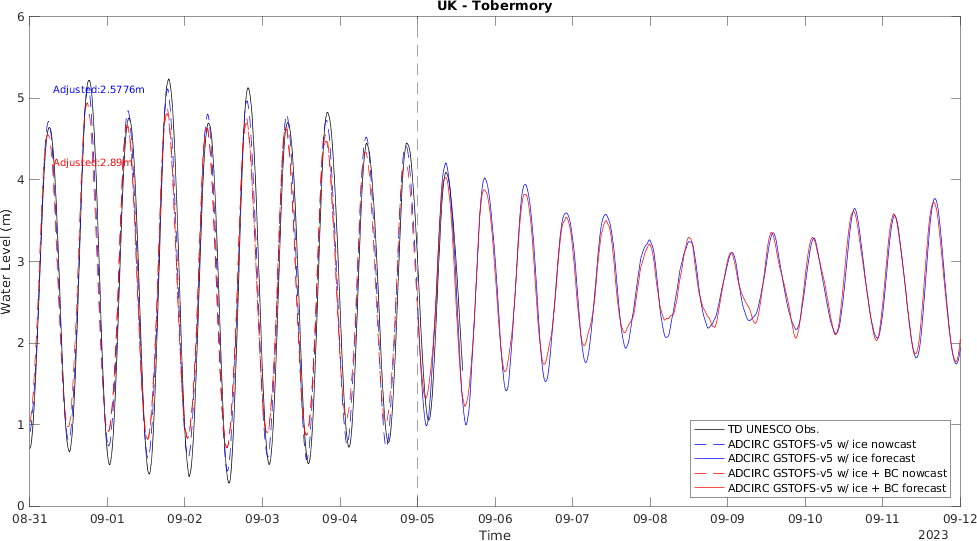 UK - Tobermory
6
5
4
3
2
1
0
Water Level (m)
Adjusted:2.5776m
Adjusted:2.89m
TD UNESCO Obs.
ADCIRC GSTOFS-v5 w/ ice nowcast
ADCIRC GSTOFS-v5 w/ ice forecast
ADCIRC GSTOFS-v5 w/ ice + BC nowcast
ADCIRC GSTOFS-v5 w/ ice + BC forecast
08-31 09-01 09-02 09-03 09-04 09-05 09-06 09-07 09-08 09-09 09-10 09-11 09-12
Time
2023